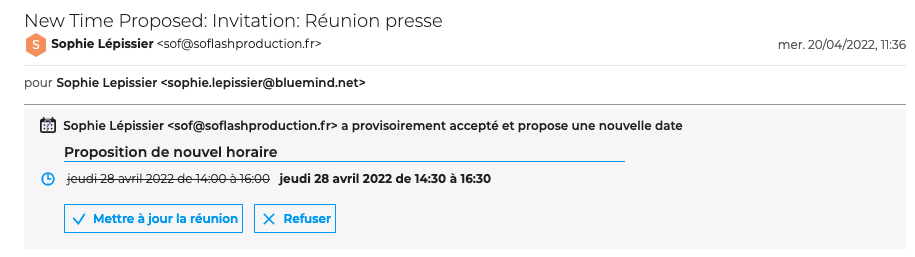 New Time Proposed: Invitation: Réunion presse
S Sophie Lépissier <sof@soflashproduction.fr> mer. 20/04/2022, 11:36
pour Sophie Lepissier <sophie.lepissier@bluemind.net>
Sophie Lépissier <sof@soflashproduction.fr> a provisoirement accepté et propose une nouvelle date
Proposition de nouvel horaire
jeudi 28 avril 2022 de 14:00 à 16:00 jeudi 28 avril 2022 de 14:30 à 16:30
Mettre à jour la réunion Refuser